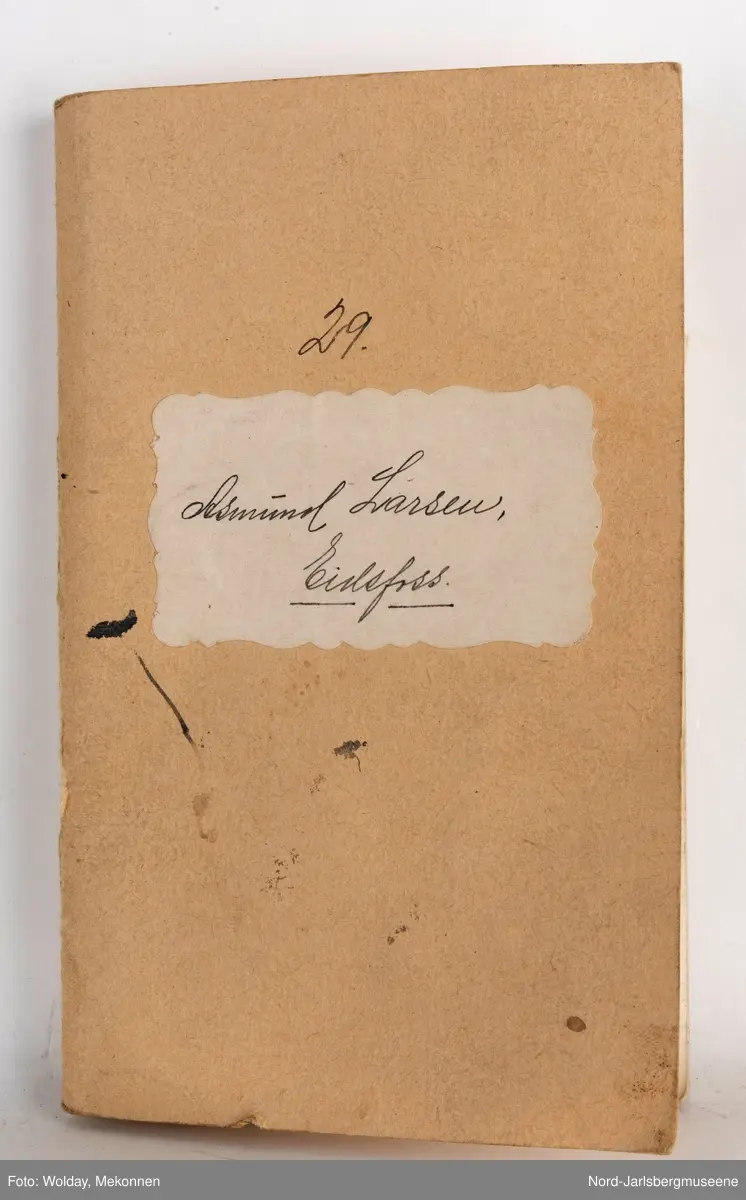 29.
Asmund Larsen,
Eidsfoss.
Foto: Wolday, Mekonnen
Nord-Jarlsbergmuseene